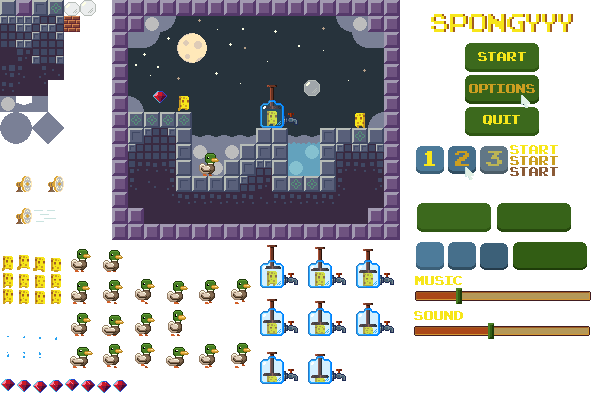 SPONGYYY
START
OPTIONS
QUIT
1 2 3
START
START
START
MUSIC
SOUND